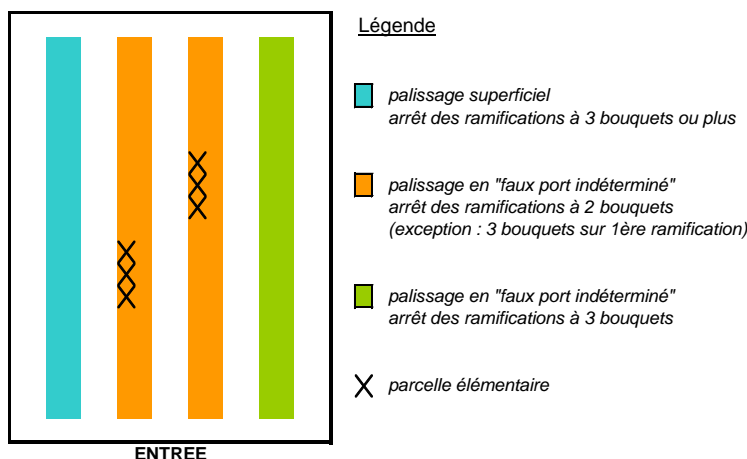 Légende
palissage superficiel
arrêt des ramifications à 3 bouquets ou plus
palissage en "faux port indéterminé"
arrêt des ramifications à 2 bouquets
(exception : 3 bouquets sur 1ère ramification)
palissage en "faux port indéterminé"
arrêt des ramifications à 3 bouquets
parcelle élémentaire
ENTREE